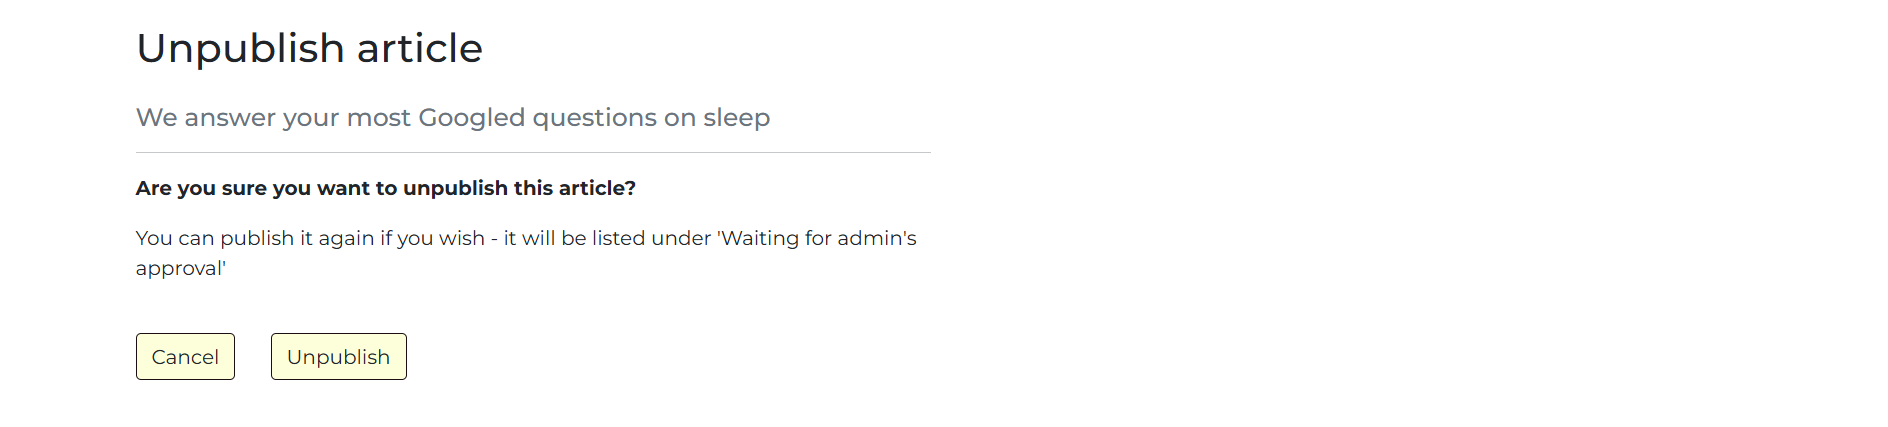 Unpublish article
We answer your most Googled questions on sleep
Are you sure you want to unpublish this article?
You can publish it again if you wish - it will be listed under 'Waiting for admin's
approval'
Cancel
Unpublish